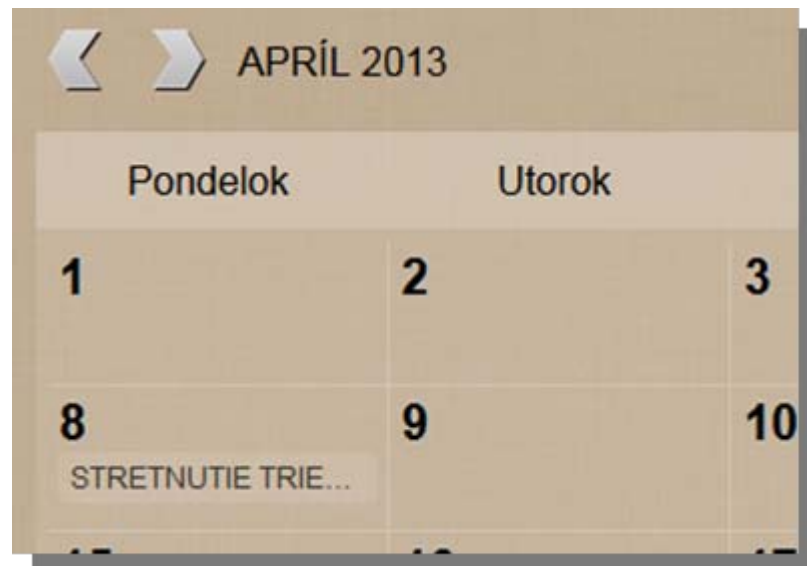 APRÍL 2013
Pondelok Utorok
1 2 3
8 9 10
STRETNUTIE TRIE...